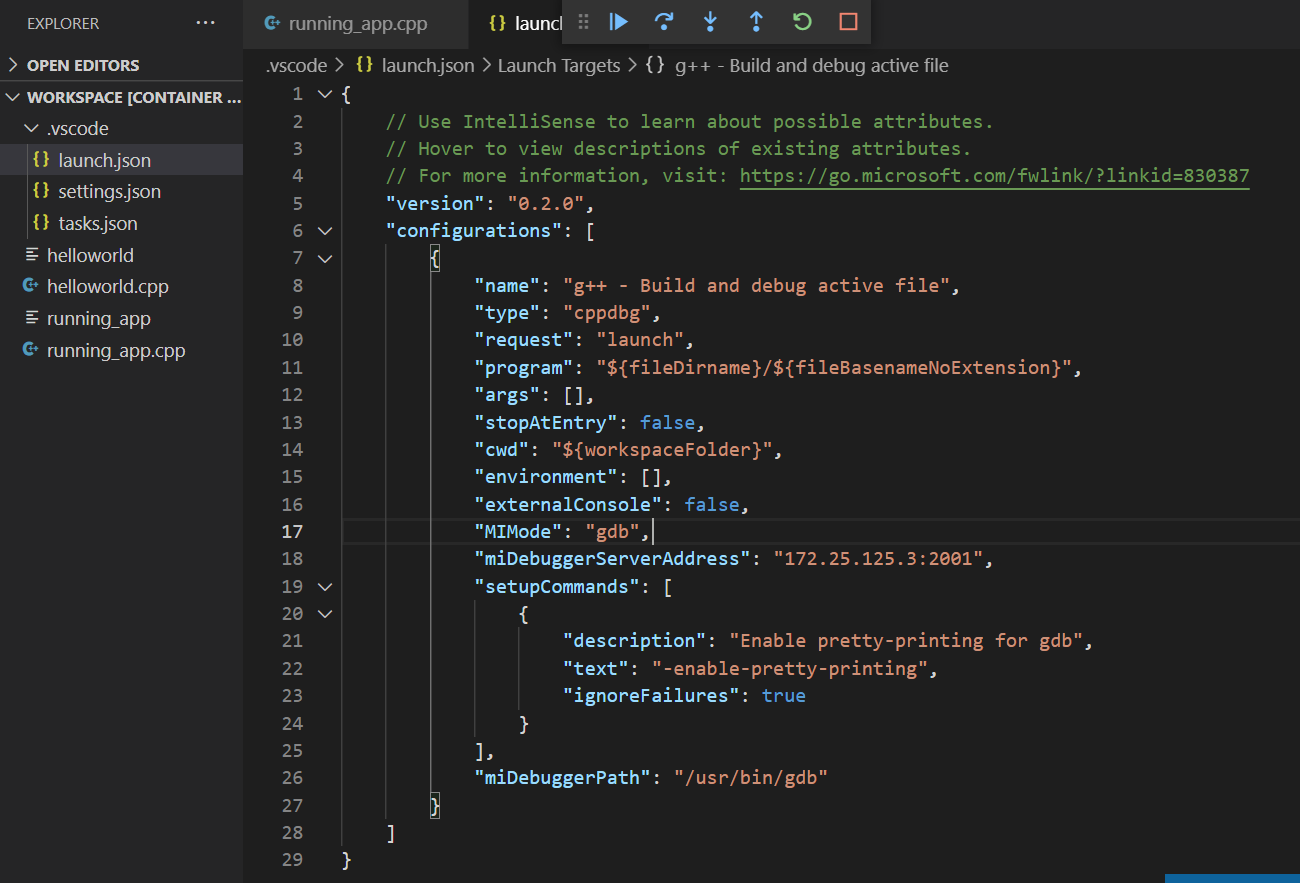 EXPLORER ...
running_app.cpp
{} launch
OPEN EDITORS
WORKSPACE [CONTAINER ...
.vscode
{} launch.json
{} settings.json
{} tasks.json
helloworld
helloworld.cpp
running_app
running_app.cpp
.vscode > {} launch.json > Launch Targets > {} g++ - Build and debug active file
1 {
2 // Use IntelliSense to learn about possible attributes.
3 // Hover to view descriptions of existing attributes.
4 // For more information, visit: https://go.microsoft.com/fwlink/?linkid=830387
5 "version": "0.2.0",
6 "configurations": [
7 {
8 "name": "g++ - Build and debug active file",
9 "type": "cppdbg",
10 "request": "launch",
11 "program": "${fileDirname}/${fileBasenameNoExtension}",
12 "args": [],
13 "stopAtEntry": false,
14 "cwd": "${workspaceFolder}",
15 "environment": [],
16 "externalConsole": false,
17 "MIMode": "gdb",
18 "miDebuggerServerAddress": "172.25.125.3:2001",
19 "setupCommands": [
20 {
21 "description": "Enable pretty-printing for gdb",
22 "text": "-enable-pretty-printing",
23 "ignoreFailures": true
24 }
25 ],
26 "miDebuggerPath": "/usr/bin/gdb"
27 }
28 ]
29 }